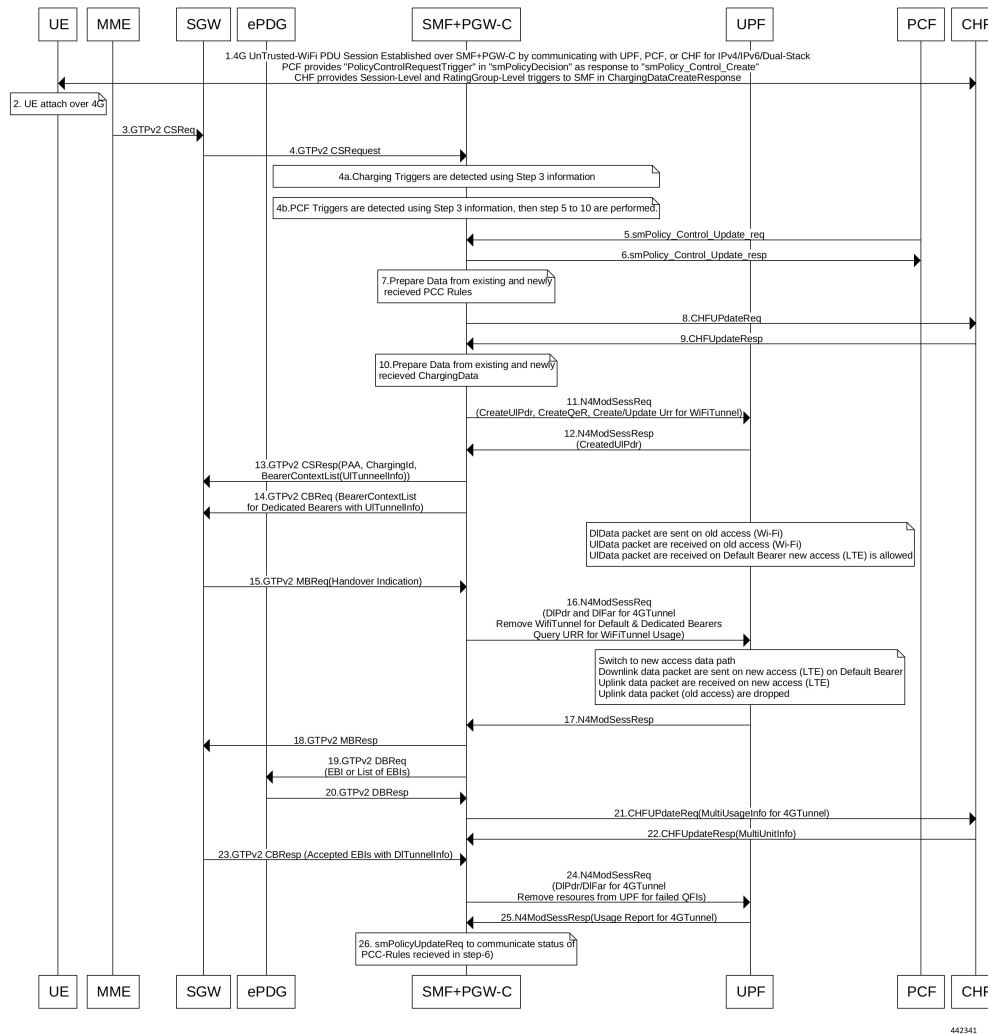 UE
MME
SGW
ePDG
SMF+PGW-C
UPF
PCF
CHF
1.4G UnTrusted-WiFi PDU Session Established over SMF+PGW-C by communicating with UPF, PCF, or CHF for IPv4/IPv6/Dual-Stack
PCF provides "PolicyControlRequestTrigger" in "smPolicyDecision" as response to "smPolicy_Control_Create"
CHF provides Session-Level and RatingGroup-Level triggers to SMF in ChargingDataCreateResponse
2. UE attach over 4G
3.GTPv2 CSReq
4.GTPv2 CSRequest
4a.Charging Triggers are detected using Step 3 information
4b.PCF Triggers are detected using Step 3 information, then step 5 to 10 are performed.
5.smPolicy_Control_Update_req
6.smPolicy_Control_Update_resp
7.Prepare Data from existing and newly
recieved PCC Rules
8.CHFUPdateReq
9.CHFUpdateResp
10.Prepare Data from existing and newly
recieved ChargingData
11.N4ModSessReq
(CreateUlPdr, CreateQeR, Create/Update Urr for WiFiTunnel)
12.N4ModSessResp
(CreatedUlPdr)
13.GTPv2 CSResp(PAA, ChargingId,
BearerContextList(UlTunneelInfo))
14.GTPv2 CBReq (BearerContextList
for Dedicated Bearers with UlTunnelInfo)
DlData packet are sent on old access (Wi-Fi)
UlData packet are received on old access (Wi-Fi)
UlData packet are received on Default Bearer new access (LTE) is allowed
15.GTPv2 MBReq(Handover Indication)
16.N4ModSessReq
(DlPdr and DlFar for 4GTunnel
Remove WifiTunnel for Default & Dedicated Bearers
Query URR for WiFiTunnel Usage)
Switch to new access data path
Downlink data packet are sent on new access (LTE) on Default Bearer
Uplink data packet are received on new access (LTE)
Uplink data packet (old access) are dropped
17.N4ModSessResp
18.GTPv2 MBResp
19.GTPv2 DBReq
(EBI or List of EBIs)
20.GTPv2 DBResp
21.CHFUPdateReq(MultiUsageInfo for 4GTunnel)
22.CHFUpdateResp(MultiUnitInfo)
23.GTPv2 CBResp (Accepted EBIs with DlTunnelInfo)
24.N4ModSessReq
(DlPdr/DlFar for 4GTunnel
Remove resoures from UPF for failed QFIs)
25.N4ModSessResp(Usage Report for 4GTunnel)
26. smPolicyUpdateReq to communicate status of
PCC-Rules recieved in step-6)
UE
MME
SGW
ePDG
SMF+PGW-C
UPF
PCF
CHF
442341